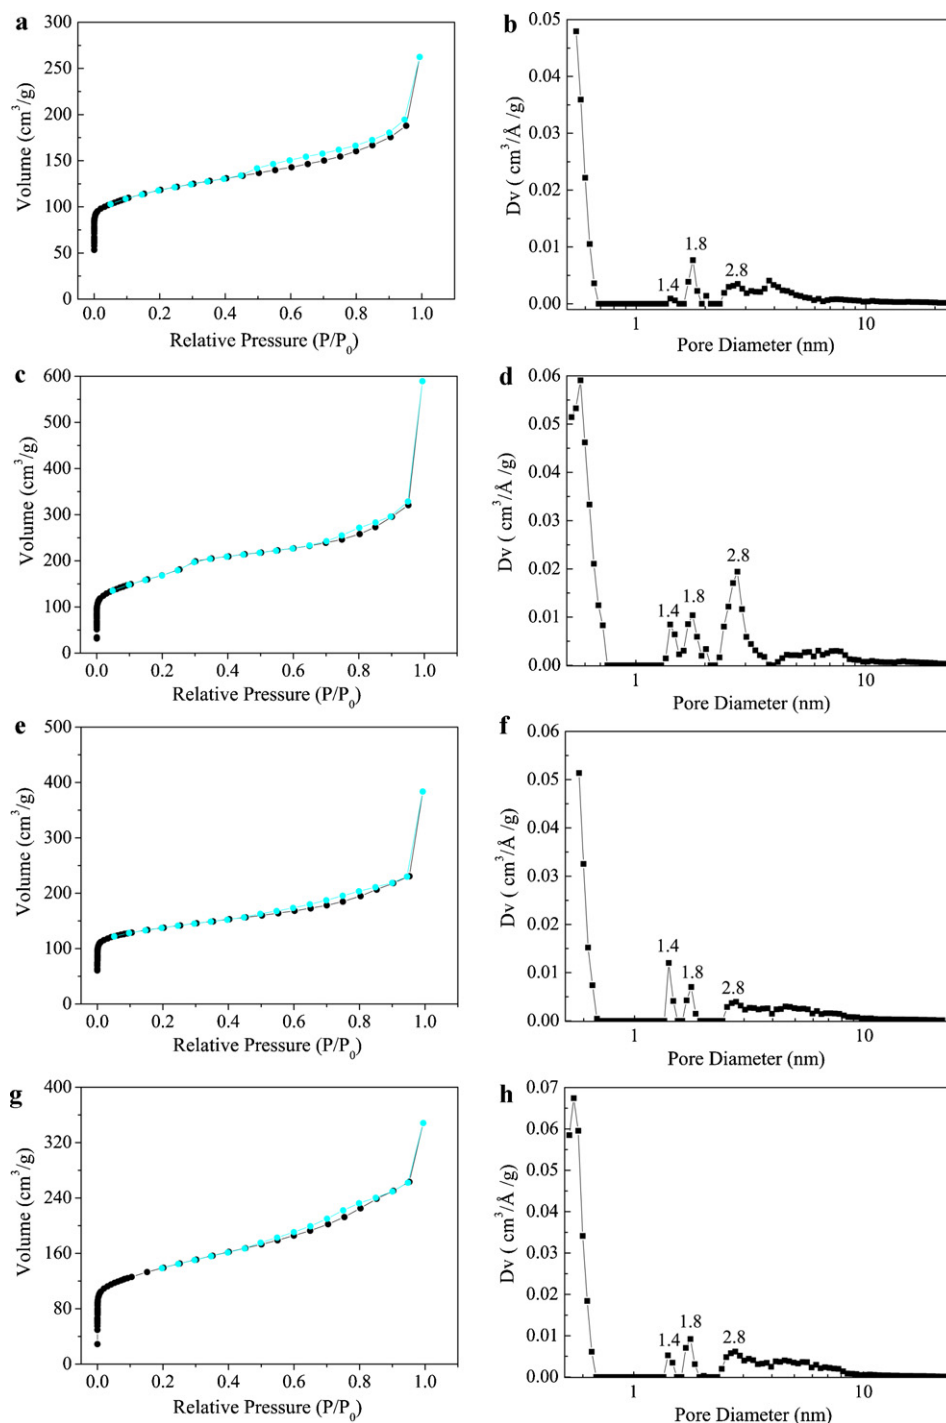 a
300
250
200
150
100
50
0
Volume (cm³/g)
0.0 0.2 0.4 0.6 0.8 1.0
Relative Pressure (P/P₀)
b
0.05
0.04
0.03
0.02
0.01
0.00
Dv ( cm³/Å /g)
1.4 1.8 2.8
1 10
Pore Diameter (nm)
c
600
500
400
300
200
100
0
Volume (cm³/g)
0.0 0.2 0.4 0.6 0.8 1.0
Relative Pressure (P/P₀)
d
0.06
0.05
0.04
0.03
0.02
0.01
0.00
Dv ( cm³/Å /g)
1.4 1.8 2.8
1 10
Pore Diameter (nm)
e
500
400
300
200
100
0
Volume (cm³/g)
0.0 0.2 0.4 0.6 0.8 1.0
Relative Pressure (P/P₀)
f
0.06
0.05
0.04
0.03
0.02
0.01
0.00
Dv ( cm³/Å /g)
1.4 1.8 2.8
1 10
Pore Diameter (nm)
g
400
320
240
160
80
0
Volume (cm³/g)
0.0 0.2 0.4 0.6 0.8 1.0
Relative Pressure (P/P₀)
h
0.07
0.06
0.05
0.04
0.03
0.02
0.01
0.00
Dv ( cm³/Å /g)
1.4 1.8 2.8
1 10
Pore Diameter (nm)